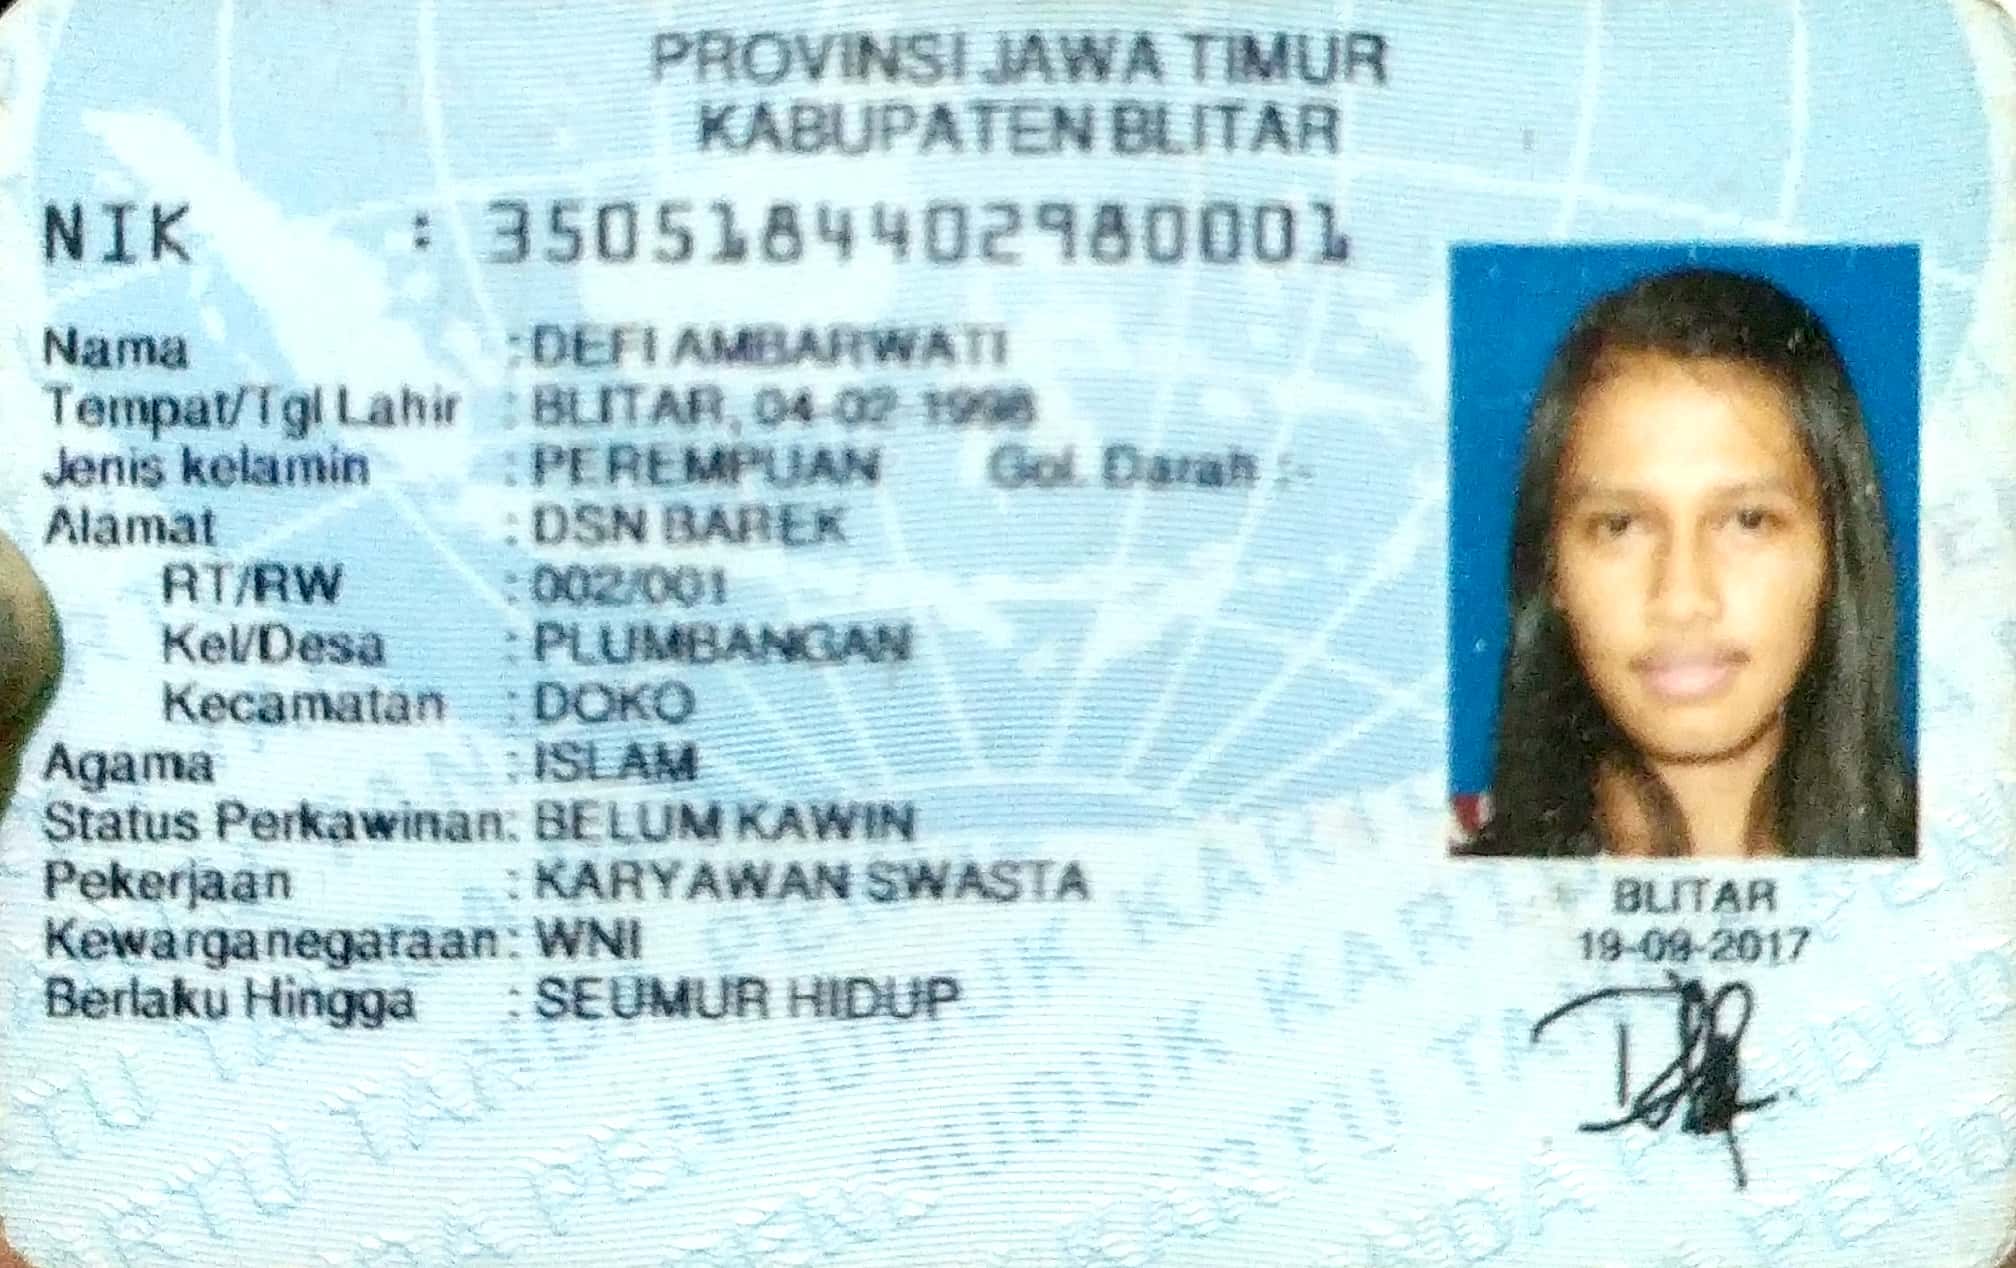 PROVINSI JAWA TIMUR
KABUPATEN BLITAR
NIK : 3505184402980001
Nama : DEFI AMBARWATI
Tempat/Tgl Lahir : BLITAR, 04-02-1998
Jenis kelamin : PEREMPUAN Gol. Darah :-
Alamat : DSN BAREK
RT/RW : 002/001
Kel/Desa : PLUMBANGAN
Kecamatan : DOKO
Agama : ISLAM
Status Perkawinan: BELUM KAWIN
Pekerjaan : KARYAWAN SWASTA
Kewarganegaraan: WNI
Berlaku Hingga : SEUMUR HIDUP
BLITAR
19-09-2017